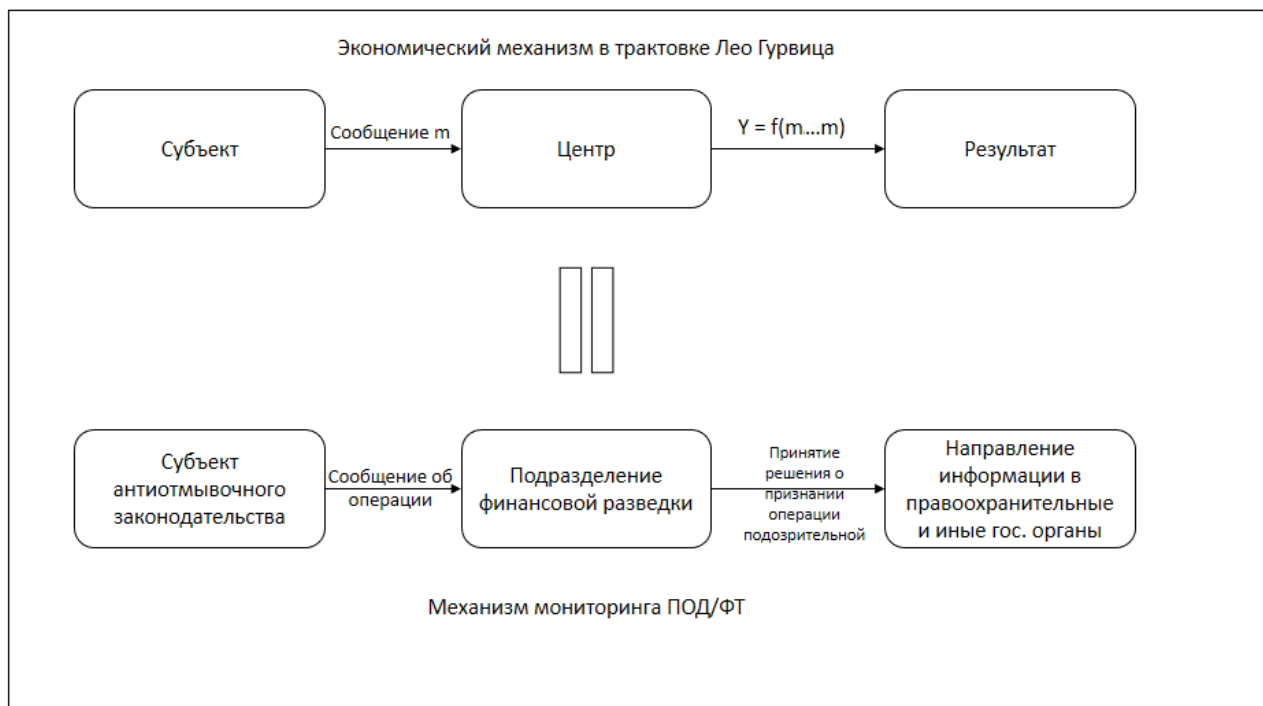 Экономический механизм в трактовке Лео Гурвица
Субъект
Сообщение m
Центр
Y = f(m...m)
Результат
Субъект
антиотмывочного
законодательства
Сообщение об
операции
Подразделение
финансовой разведки
Принятие
решения о
признании
операции
подозрительной
Направление
информации в
правоохранительные
и иные гос. органы
Механизм мониторинга ПОД/ФТ